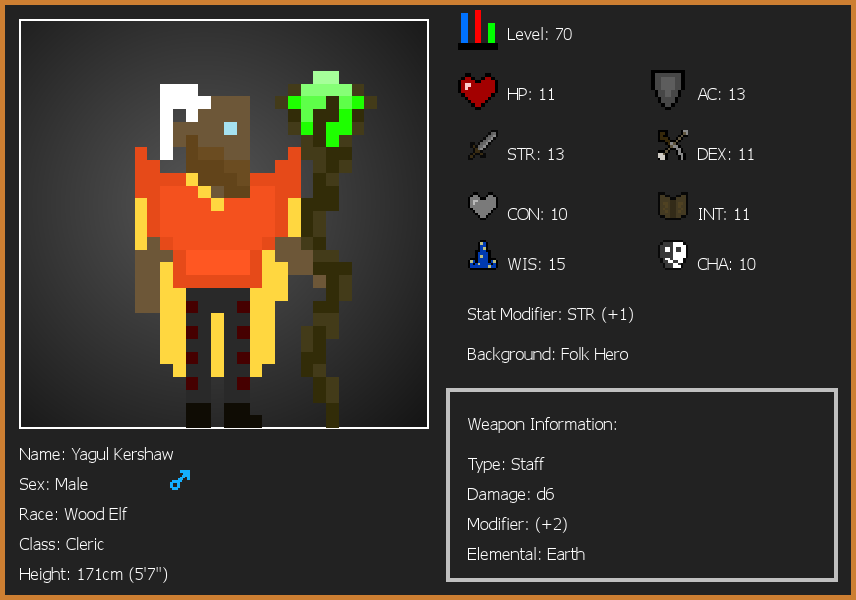 Level: 70
HP: 11
AC: 13
STR: 13
DEX: 11
CON: 10
INT: 11
WIS: 15
CHA: 10
Stat Modifier: STR (+1)
Background: Folk Hero
Weapon Information:
Type: Staff
Damage: d6
Modifier: (+2)
Elemental: Earth
Name: Yagul Kershaw
Sex: Male
Race: Wood Elf
Class: Cleric
Height: 171cm (5'7")